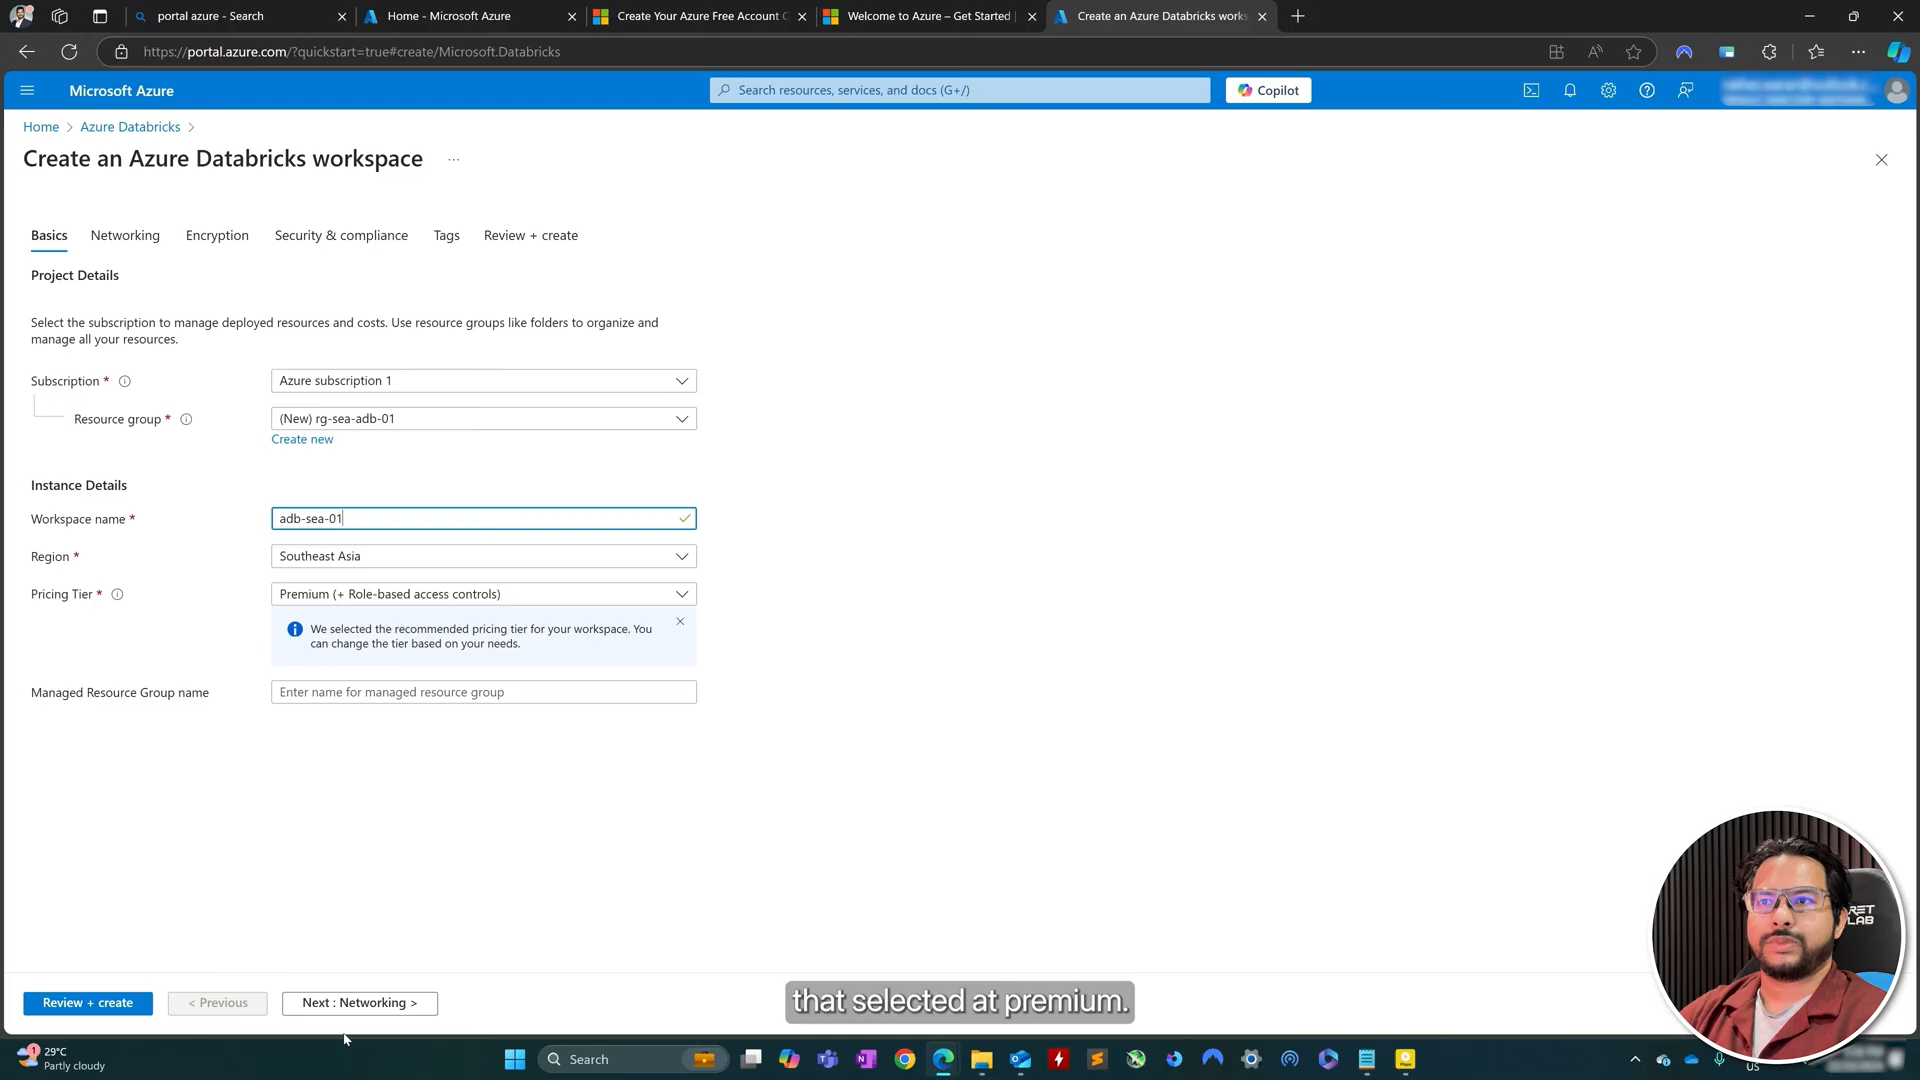 portal azure - Search
Home - Microsoft Azure
Create Your Azure Free Account
Welcome to Azure – Get Started
Create an Azure Databricks works
https://portal.azure.com/?quickstart=true#create/Microsoft.Databricks
Microsoft Azure
Search resources, services, and docs (G+/)
Copilot
Home > Azure Databricks >
Create an Azure Databricks workspace ...
Basics
Networking
Encryption
Security & compliance
Tags
Review + create
Project Details
Select the subscription to manage deployed resources and costs. Use resource groups like folders to organize and
manage all your resources.
Subscription *
Azure subscription 1
Resource group *
(New) rg-sea-adb-01
Create new
Instance Details
Workspace name *
adb-sea-01
Region *
Southeast Asia
Pricing Tier *
Premium (+ Role-based access controls)
We selected the recommended pricing tier for your workspace. You
can change the tier based on your needs.
Managed Resource Group name
Enter name for managed resource group
LAB
Review + create
< Previous
Next : Networking >
that selected at premium.
1
29°C
Partly cloudy
Search
US